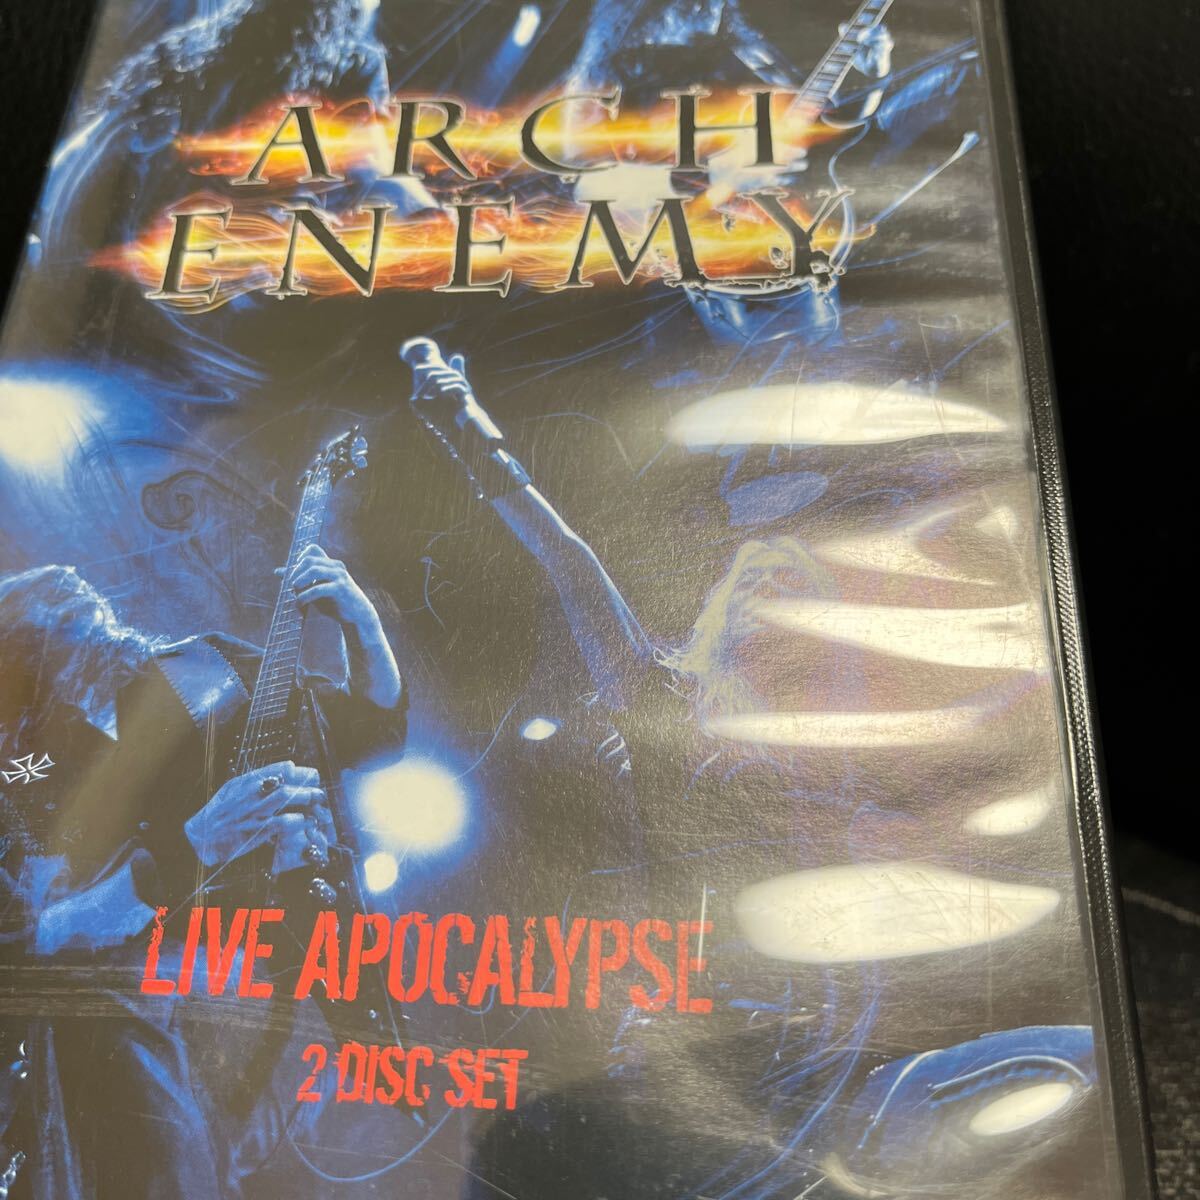 ARCH
ENEMY
LIVE APOCALYPSE
2 DISC SET